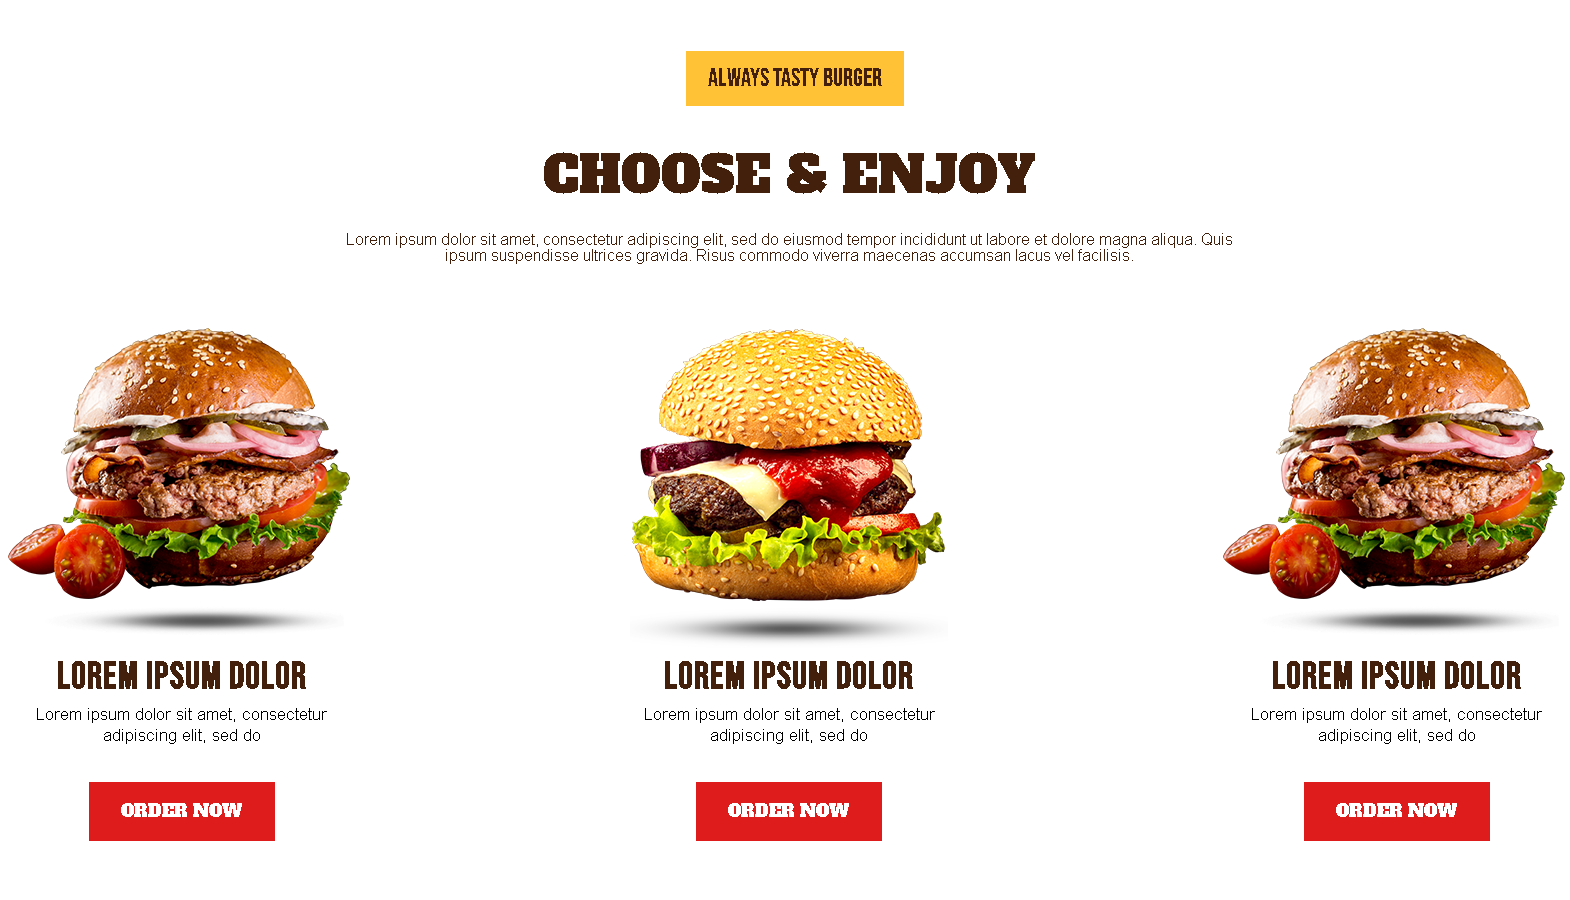 ALWAYS TASTY BURGER
CHOOSE & ENJOY
Lorem ipsum dolor sit amet, consectetur adipiscing elit, sed do eiusmod tempor incididunt ut labore et dolore magna aliqua. Quis
ipsum suspendisse ultrices gravida. Risus commodo viverra maecenas accumsan lacus vel facilisis.
LOREM IPSUM DOLOR
Lorem ipsum dolor sit amet, consectetur
adipiscing elit, sed do
ORDER NOW
LOREM IPSUM DOLOR
Lorem ipsum dolor sit amet, consectetur
adipiscing elit, sed do
ORDER NOW
LOREM IPSUM DOLOR
Lorem ipsum dolor sit amet, consectetur
adipiscing elit, sed do
ORDER NOW